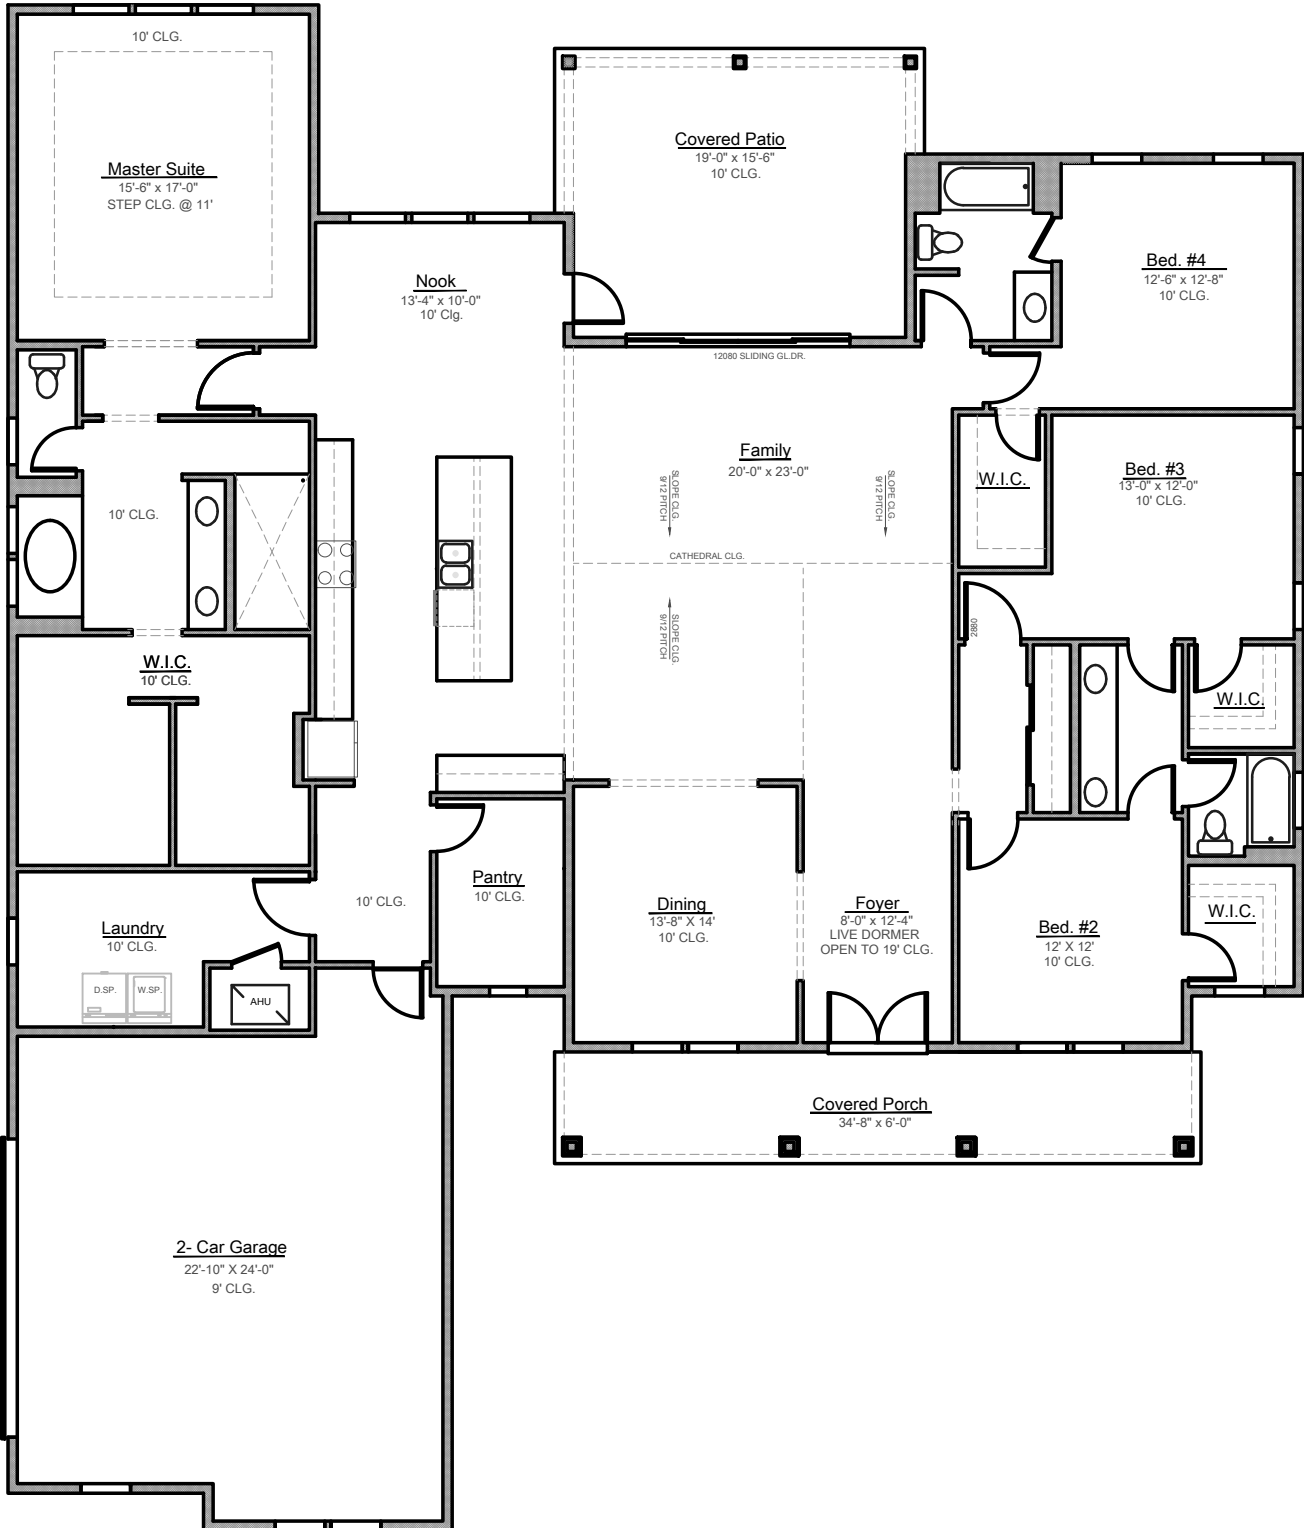 10' CLG.
Master Suite
15'-6" x 17'-0"
STEP CLG. @ 11'
Covered Patio
19'-0" x 15'-6"
10' CLG.
Nook
13'-4" x 10'-0"
10' Clg.
Bed. #4
12'-6" x 12'-8"
10' CLG.
12080 SLIDING GL.DR.
Family
20'-0" x 23'-0"
SLOPE CLG.
9/12 PITCH
SLOPE CLG.
9/12 PITCH
W.I.C.
Bed. #3
13'-0" x 12'-0"
10' CLG.
10' CLG.
CATHEDRAL CLG.
SLOPE CLG.
9/12 PITCH
2880
W.I.C.
10' CLG.
W.I.C.
Pantry
10' CLG.
10' CLG.
Dining
13'-8" X 14'
10' CLG.
Foyer
8'-0" x 12'-4"
LIVE DORMER
OPEN TO 19' CLG.
W.I.C.
Bed. #2
12' X 12'
10' CLG.
Laundry
10' CLG.
D.SP.
W.SP.
AHU
Covered Porch
34'-8" x 6'-0"
2- Car Garage
22'-10" X 24'-0"
9' CLG.